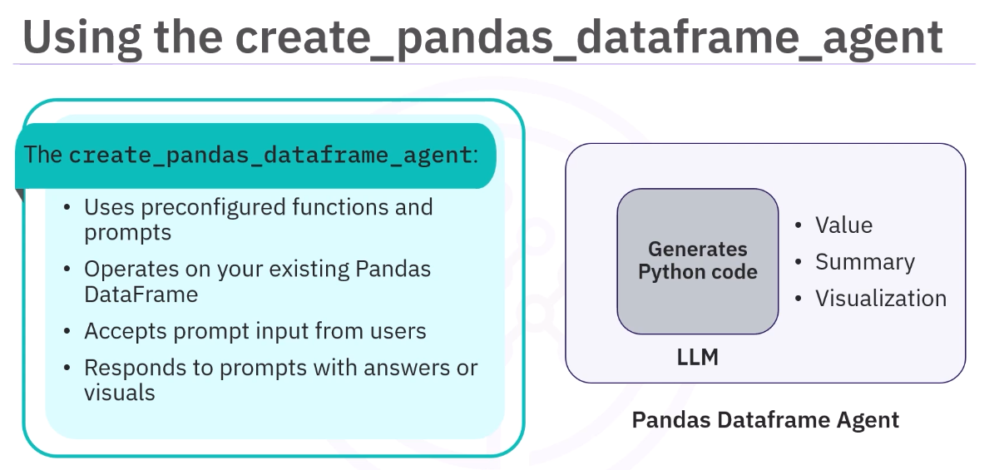 Using the create_pandas_dataframe_agent
The create_pandas_dataframe_agent:
• Uses preconfigured functions and
prompts
• Operates on your existing Pandas
DataFrame
• Accepts prompt input from users
• Responds to prompts with answers or
visuals
Generates
Python code
LLM
• Value
• Summary
• Visualization
Pandas Dataframe Agent